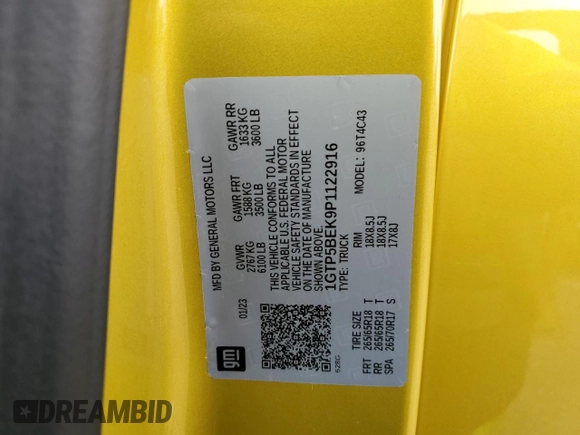 MFD BY GENERAL MOTORS LLC
01/23
GVWR GAWR FRT GAWR RR
2767 KG 1588 KG 1633 KG
6100 LB 3500 LB 3600 LB
THIS VEHICLE CONFORMS TO ALL
APPLICABLE U.S. FEDERAL MOTOR
VEHICLE SAFETY STANDARDS IN EFFECT
ON THE DATE OF MANUFACTURE
SHOWN ABOVE.
1GTP5BEK9P1122916
TYPE: TRUCK MODEL: 96T4C43
TIRE SIZE RIM
FRT 265/65R18 T 18X8.5J
RR 265/65R18 T 18X8.5J
SPA 265/70R17 S 17X8J
gm
628G
DREAMBID